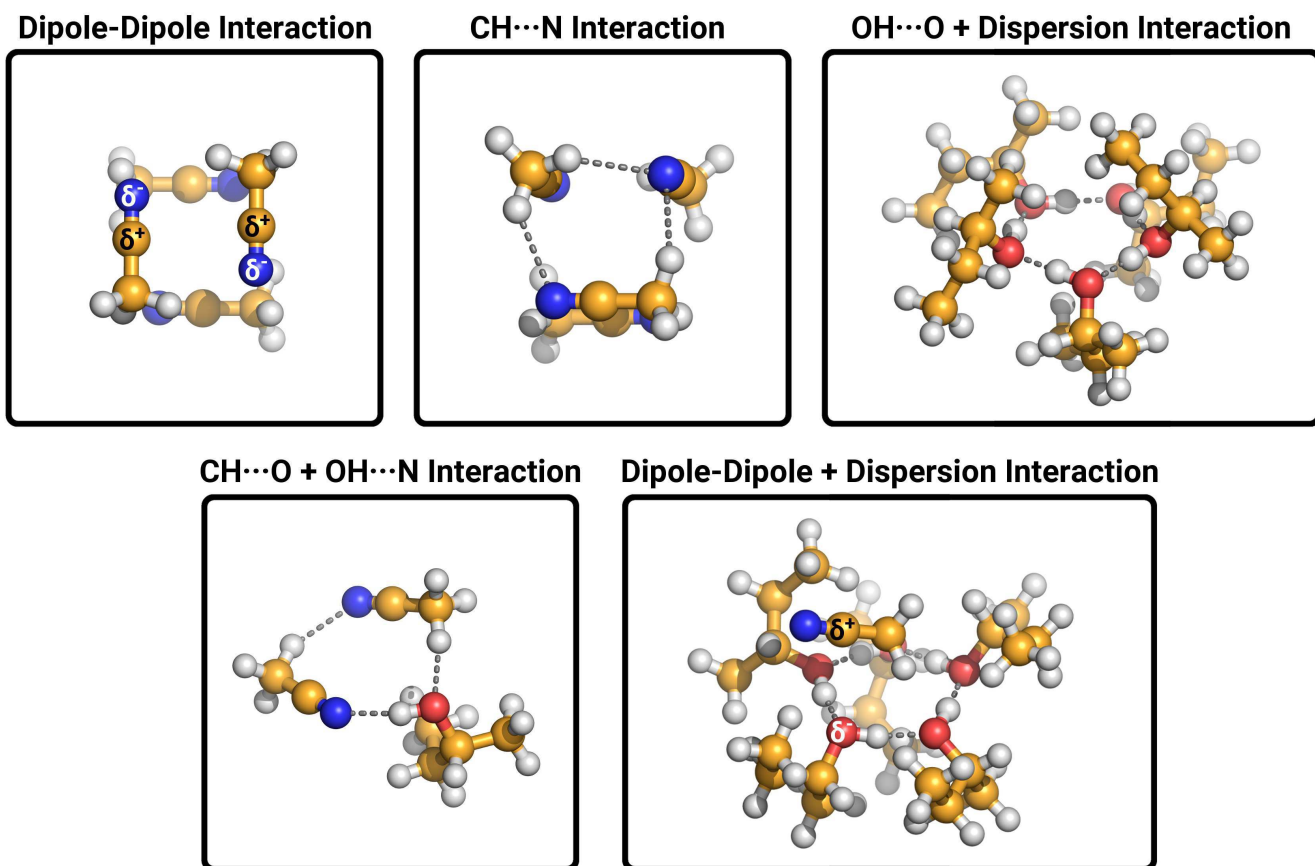 Dipole-Dipole Interaction
CH···N Interaction
OH···O + Dispersion Interaction
δ⁻
δ⁺
δ⁺
δ⁻
CH···O + OH···N Interaction
Dipole-Dipole + Dispersion Interaction
δ⁺
δ⁻